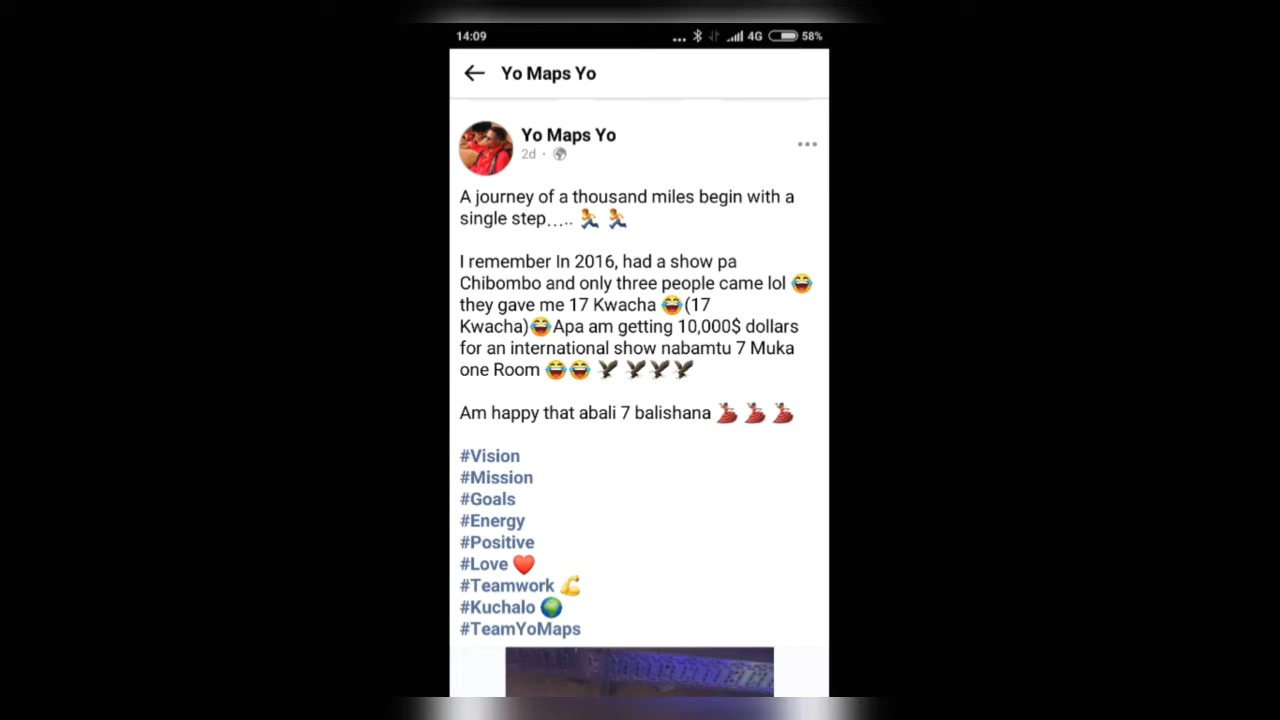 14:09
... 4G 58%
Yo Maps Yo
Yo Maps Yo
2d ·
A journey of a thousand miles begin with a
single step….. 🏃 🏃
I remember In 2016, had a show pa
Chibombo and only three people came lol 😂
they gave me 17 Kwacha 😂(17
Kwacha)😂Apa am getting 10,000$ dollars
for an international show nabamtu 7 Muka
one Room 😂😂 🦅 🦅🦅🦅
Am happy that abali 7 balishana 💃💃💃
#Vision
#Mission
#Goals
#Energy
#Positive
#Love ❤️
#Teamwork 💪
#Kuchalo 🌍
#TeamYoMaps